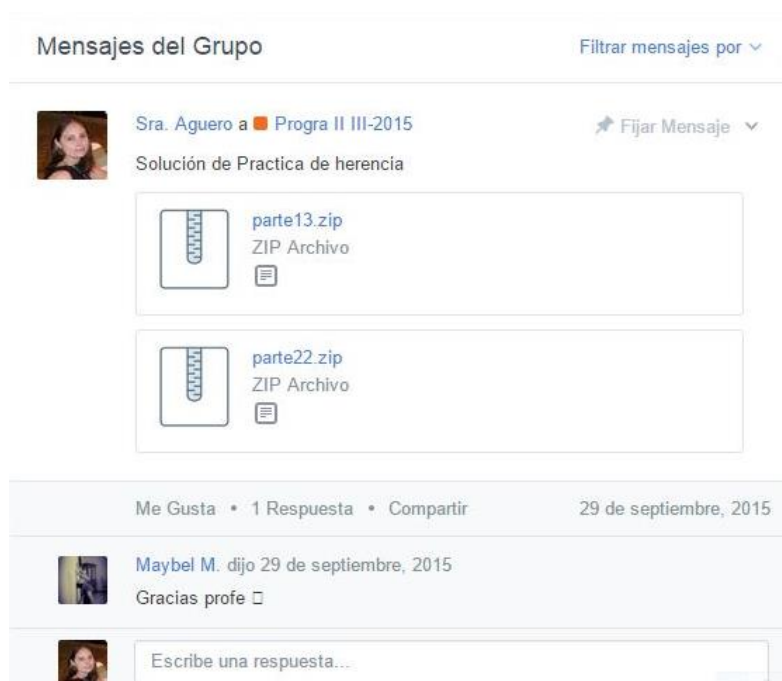 Mensajes del Grupo
Filtrar mensajes por
Sra. Aguero a Progra II III-2015
Fijar Mensaje
Solución de Practica de herencia
parte13.zip
ZIP Archivo
parte22.zip
ZIP Archivo
Me Gusta • 1 Respuesta • Compartir
29 de septiembre, 2015
Maybel M. dijo 29 de septiembre, 2015
Gracias profe □
Escribe una respuesta...